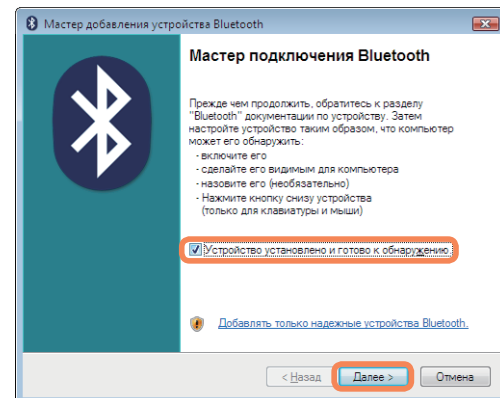 Мастер добавления устройства Bluetooth
Мастер подключения Bluetooth
Прежде чем продолжить, обратитесь к разделу
"Bluetooth" документации по устройству. Затем
настройте устройство таким образом, что компьютер
может его обнаружить:
- включите его
- сделайте его видимым для компьютера
- назовите его (необязательно)
- Нажмите кнопку снизу устройства
(только для клавиатуры и мыши)
Устройство установлено и готово к обнаружению.
Добавлять только надежные устройства Bluetooth.
< Назад
Далее >
Отмена